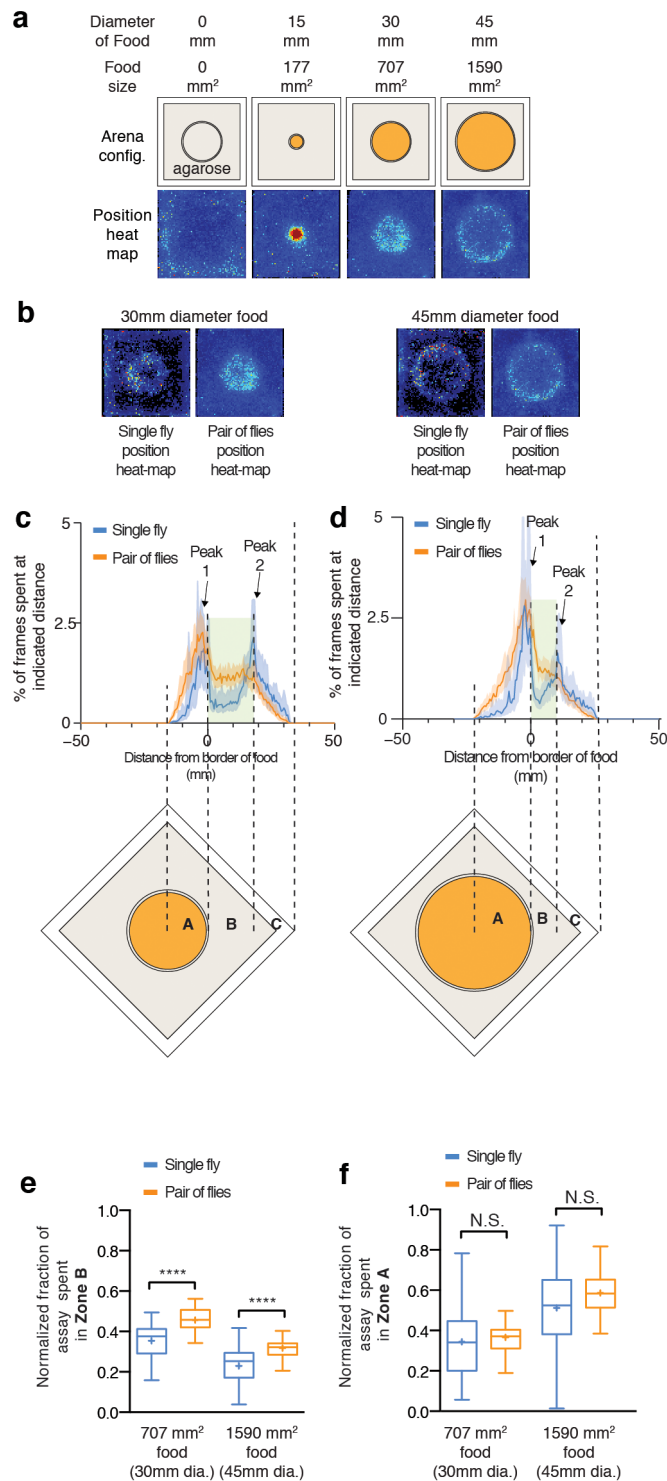 a
Diameter of Food
0 mm
15 mm
30 mm
45 mm
Food size
0 mm²
177 mm²
707 mm²
1590 mm²
Arena config.
agarose
Position heat map
b
30mm diameter food
45mm diameter food
Single fly position heat-map
Pair of flies position heat-map
Single fly position heat-map
Pair of flies position heat-map
c
5
2.5
0
% of frames spent at indicated distance
Single fly
Pair of flies
Peak 1
Peak 2
−50
0
50
Distance from border of food (mm)
A
B
C
d
5
2.5
0
% of frames spent at indicated distance
Single fly
Pair of flies
Peak 1
Peak 2
−50
0
50
Distance from border of food (mm)
A
B
C
e
Single fly
Pair of flies
Normalized fraction of assay spent in Zone B
1.0
0.8
0.6
0.4
0.2
0.0
****
****
707 mm² food (30mm dia.)
1590 mm² food (45mm dia.)
f
Single fly
Pair of flies
Normalized fraction of assay spent in Zone A
1.0
0.8
0.6
0.4
0.2
0.0
N.S.
N.S.
707 mm² food (30mm dia.)
1590 mm² food (45mm dia.)